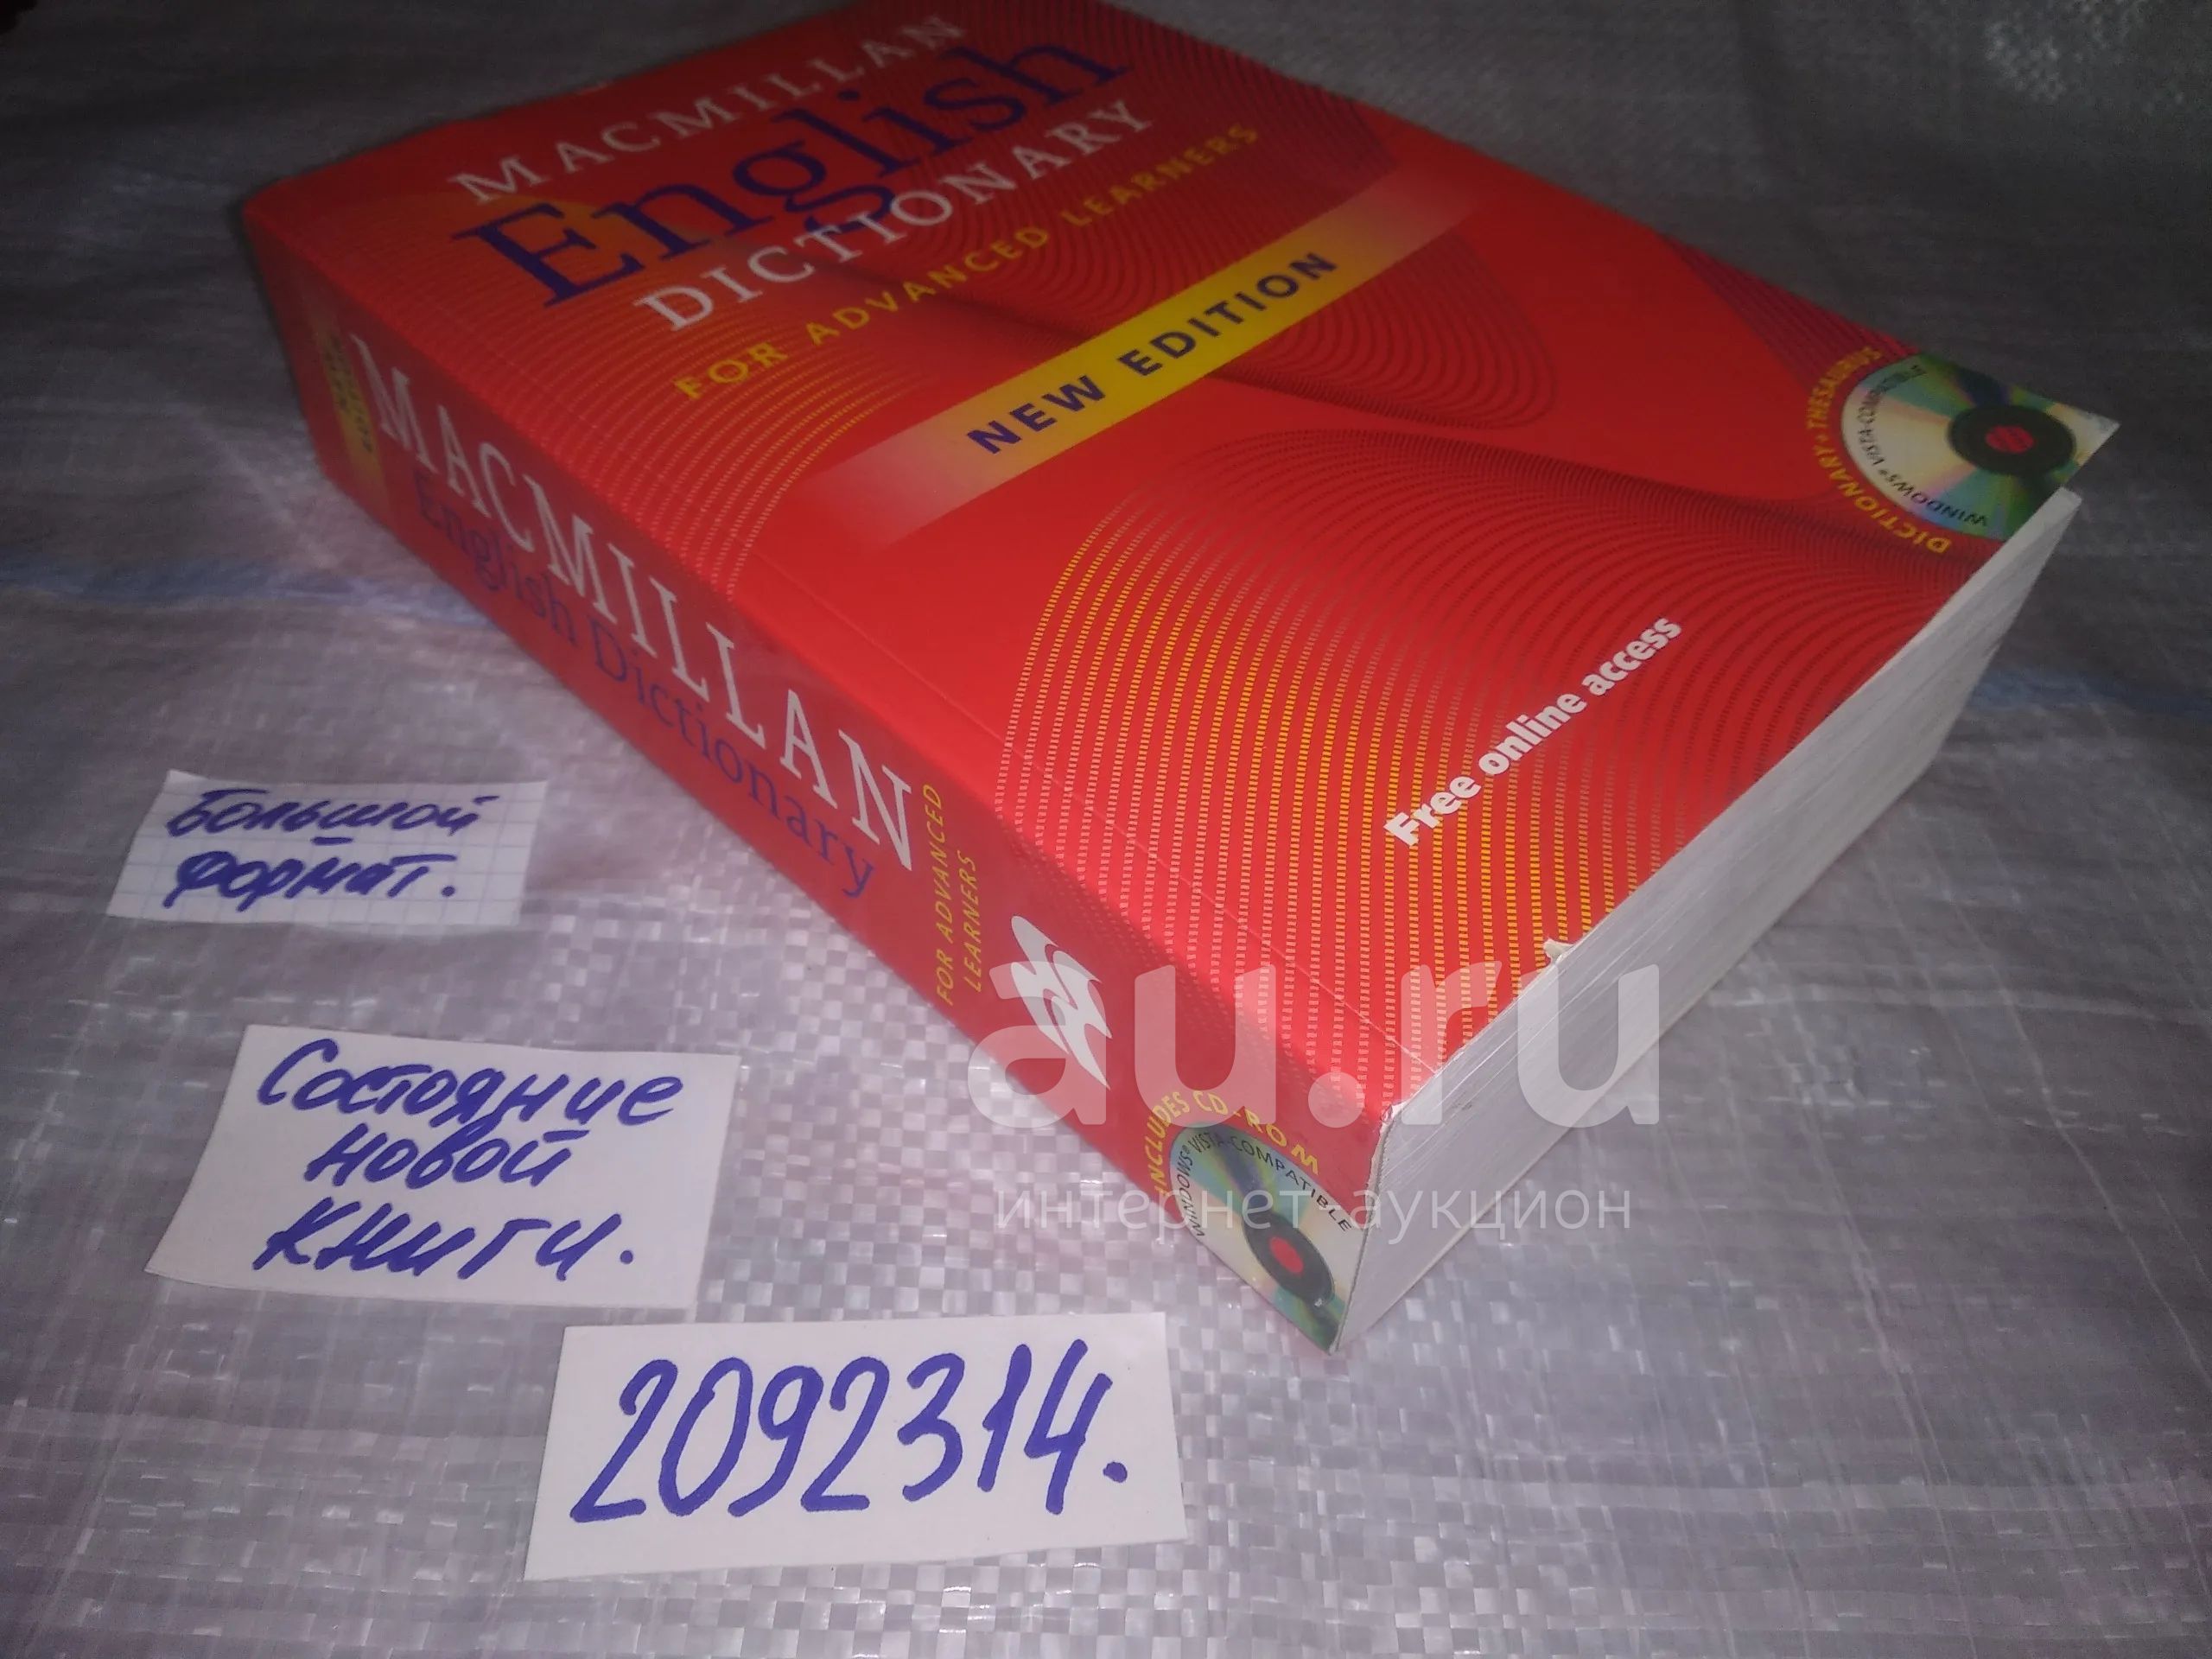 MACMILLAN
English
DICTIONARY
FOR ADVANCED LEARNERS
NEW EDITION
DICTIONARY + THESAURUS
WINDOWS® VISTA-COMPATIBLE
Free online access
NEW EDITION
MACMILLAN
English Dictionary
FOR ADVANCED
LEARNERS
INCLUDES CD-ROM
WINDOWS® VISTA-COMPATIBLE
Большой
формат.
Состояние
новой
книги.
2092314.
au.ru
интернет аукцион